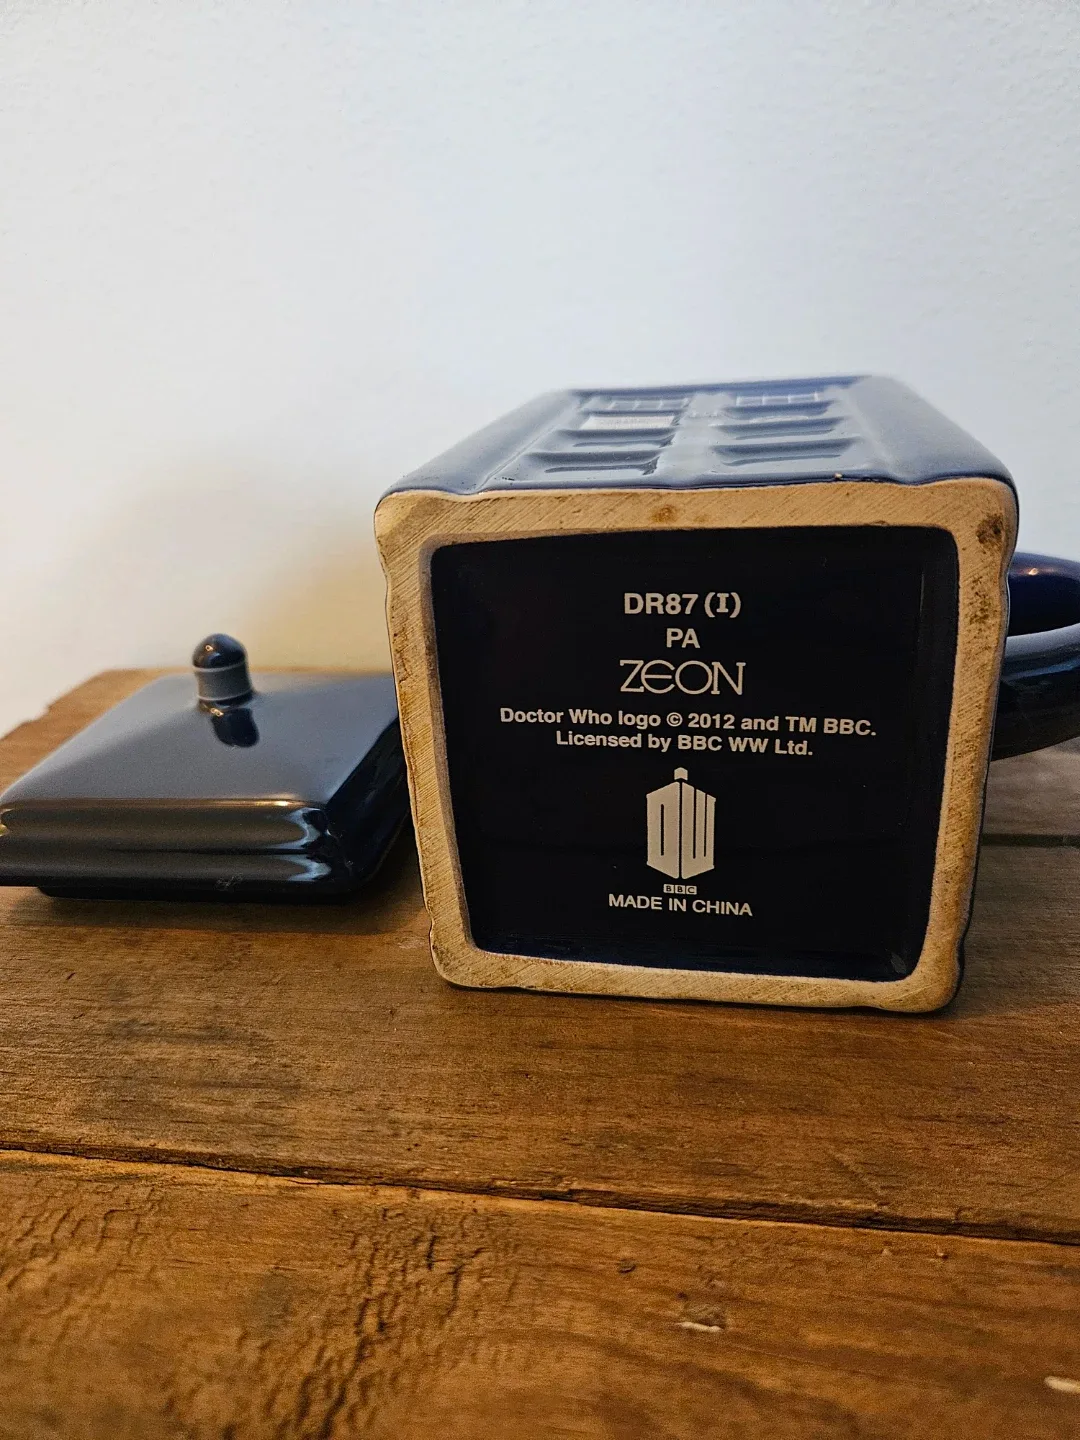 DR87 (I)
PA
ZEON
Doctor Who logo © 2012 and TM BBC.
Licensed by BBC WW Ltd.
DW
BBC
MADE IN CHINA